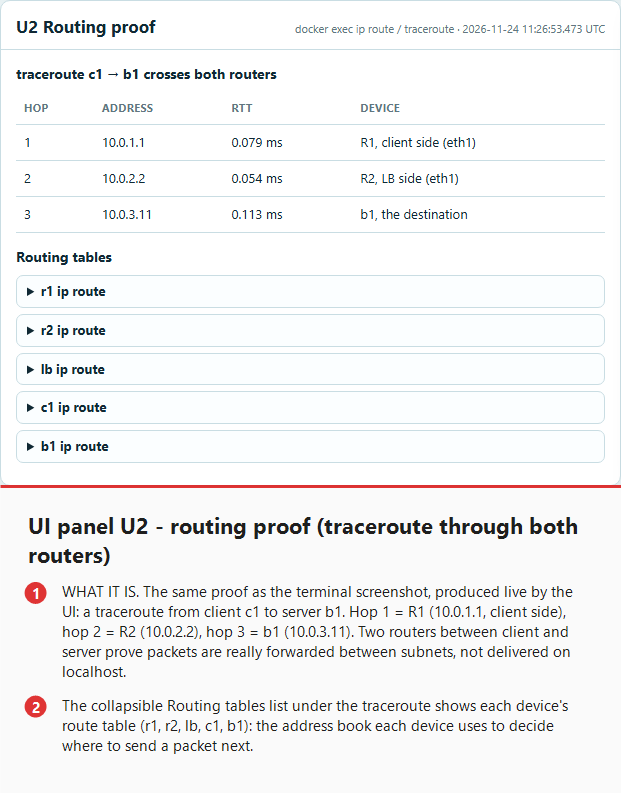 U2 Routing proof
docker exec ip route / traceroute · 2026-11-24 11:26:53.473 UTC
traceroute c1 → b1 crosses both routers
HOP ADDRESS RTT DEVICE
1 10.0.1.1 0.079 ms R1, client side (eth1)
2 10.0.2.2 0.054 ms R2, LB side (eth1)
3 10.0.3.11 0.113 ms b1, the destination
Routing tables
▶ r1 ip route
▶ r2 ip route
▶ lb ip route
▶ c1 ip route
▶ b1 ip route
UI panel U2 - routing proof (traceroute through both
routers)
1 WHAT IT IS. The same proof as the terminal screenshot, produced live by the
UI: a traceroute from client c1 to server b1. Hop 1 = R1 (10.0.1.1, client side),
hop 2 = R2 (10.0.2.2), hop 3 = b1 (10.0.3.11). Two routers between client and
server prove packets are really forwarded between subnets, not delivered on
localhost.
2 The collapsible Routing tables list under the traceroute shows each device's
route table (r1, r2, lb, c1, b1): the address book each device uses to decide
where to send a packet next.